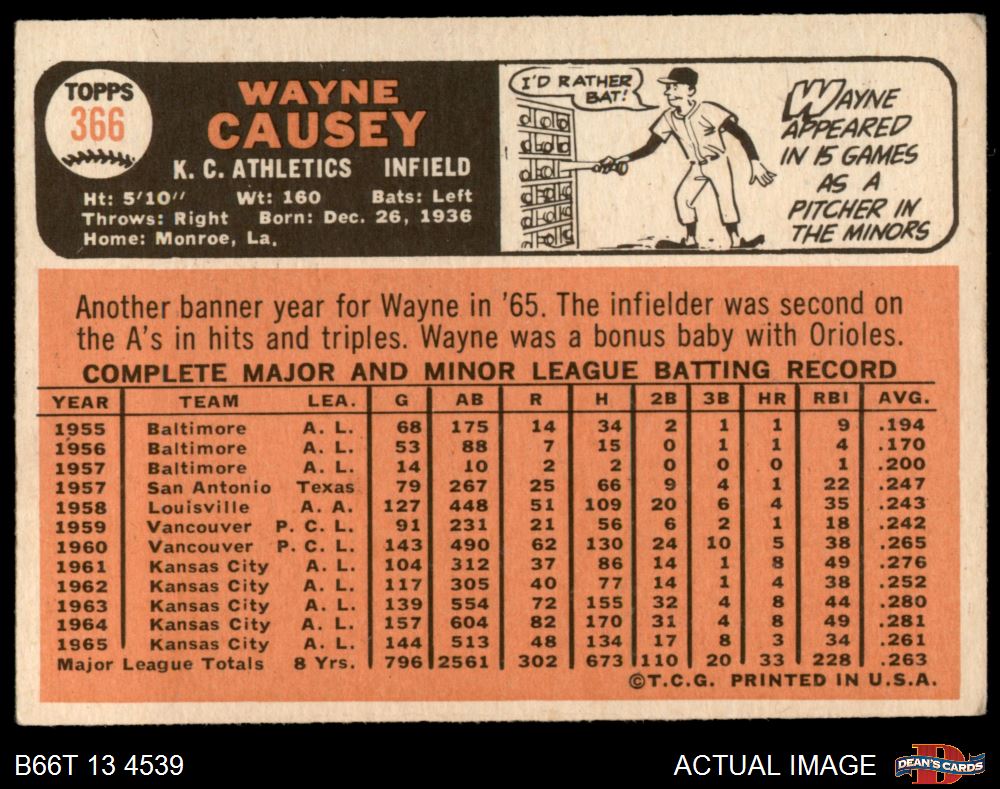 TOPPS
366
WAYNE
CAUSEY
K. C. ATHLETICS INFIELD
Ht: 5'10" Wt: 160 Bats: Left
Throws: Right Born: Dec. 26, 1936
Home: Monroe, La.
I'D RATHER
BAT!
WAYNE
APPEARED
IN 15 GAMES
AS A
PITCHER IN
THE MINORS
Another banner year for Wayne in '65. The infielder was second on
the A's in hits and triples. Wayne was a bonus baby with Orioles.
COMPLETE MAJOR AND MINOR LEAGUE BATTING RECORD
YEAR TEAM LEA. G AB R H 2B 3B HR RBI AVG.
1955 Baltimore A. L. 68 175 14 34 2 1 1 9 .194
1956 Baltimore A. L. 53 88 7 15 0 1 1 4 .170
1957 Baltimore A. L. 14 10 2 2 0 0 0 1 .200
1957 San Antonio Texas 79 267 25 66 9 4 1 22 .247
1958 Louisville A. A. 127 448 51 109 20 6 4 35 .243
1959 Vancouver P. C. L. 91 231 21 56 6 2 1 18 .242
1960 Vancouver P. C. L. 143 490 62 130 24 10 5 38 .265
1961 Kansas City A. L. 104 312 37 86 14 1 8 49 .276
1962 Kansas City A. L. 117 305 40 77 14 1 4 38 .252
1963 Kansas City A. L. 139 554 72 155 32 4 8 44 .280
1964 Kansas City A. L. 157 604 82 170 31 4 8 49 .281
1965 Kansas City A. L. 144 513 48 134 17 8 3 34 .261
Major League Totals 8 Yrs. 796 2561 302 673 110 20 33 228 .263
©T.C.G. PRINTED IN U.S.A.
B66T 13 4539
ACTUAL IMAGE
DEAN'S CARDS